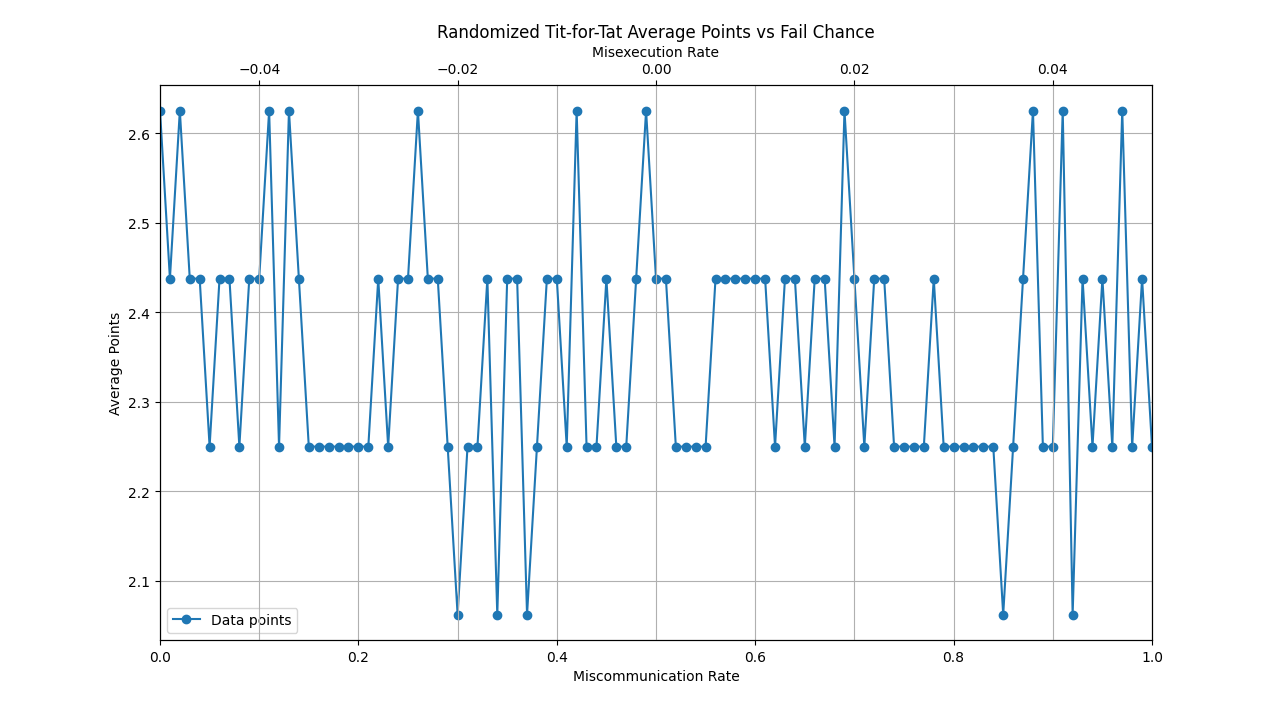 Randomized Tit-for-Tat Average Points vs Fail Chance
Misexecution Rate
−0.04 −0.02 0.00 0.02 0.04
2.6
2.5
2.4
2.3
2.2
2.1
Average Points
Data points
0.0 0.2 0.4 0.6 0.8 1.0
Miscommunication Rate